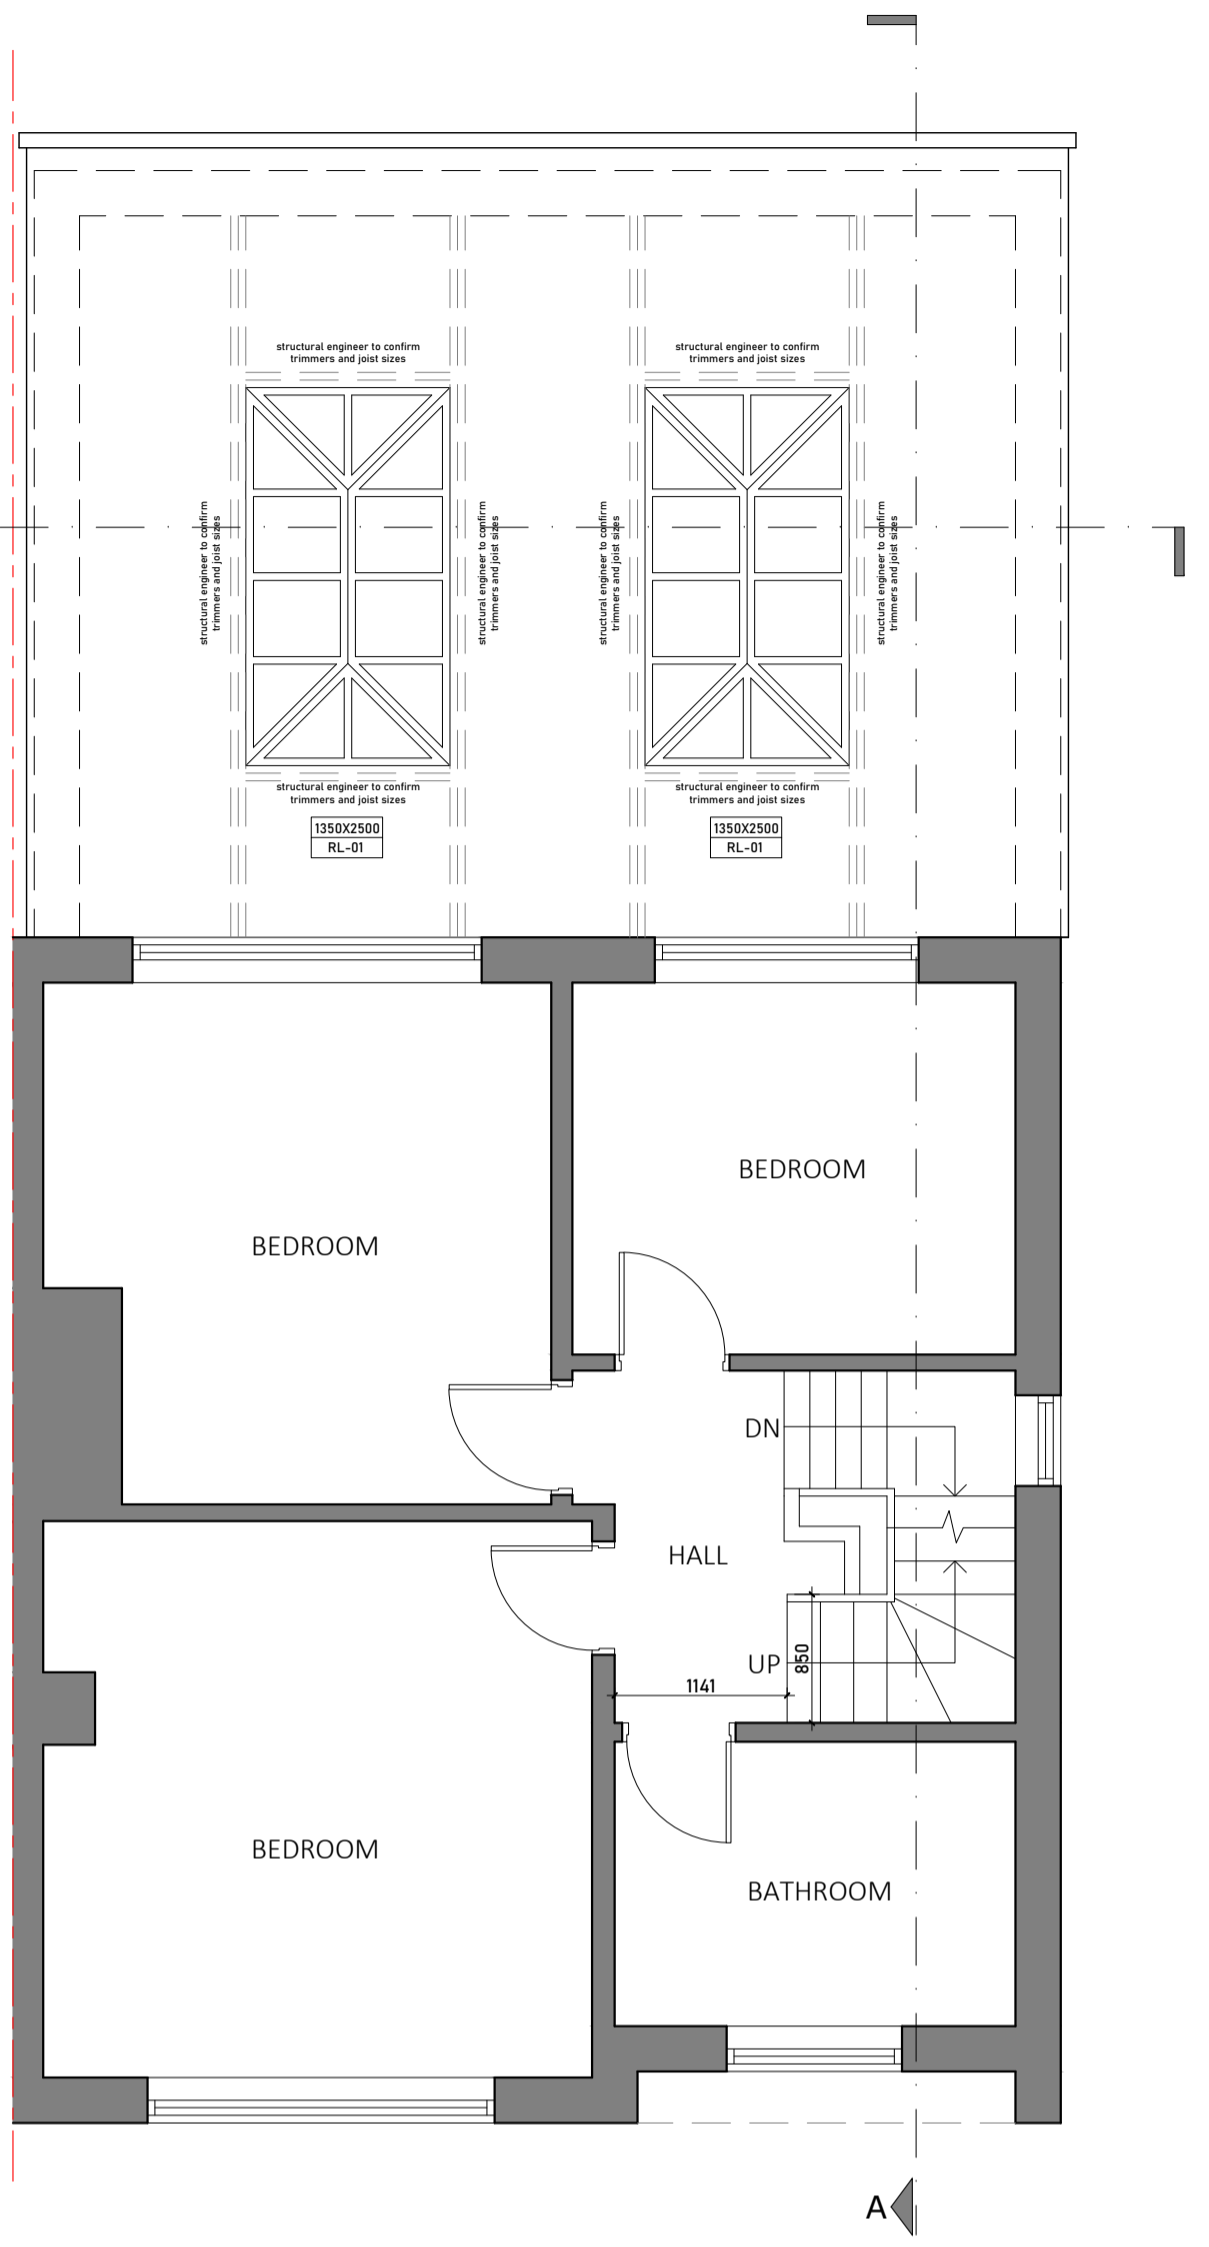 structural engineer to confirm
trimmers and joist sizes
structural engineer to confirm
trimmers and joist sizes
structural engineer to confirm
trimmers and joist sizes
structural engineer to confirm
trimmers and joist sizes
structural engineer to confirm
trimmers and joist sizes
structural engineer to confirm
trimmers and joist sizes
structural engineer to confirm
trimmers and joist sizes
structural engineer to confirm
trimmers and joist sizes
1350X2500
RL-01
1350X2500
RL-01
BEDROOM
BEDROOM
DN
HALL
UP
850
1141
BEDROOM
BATHROOM
A